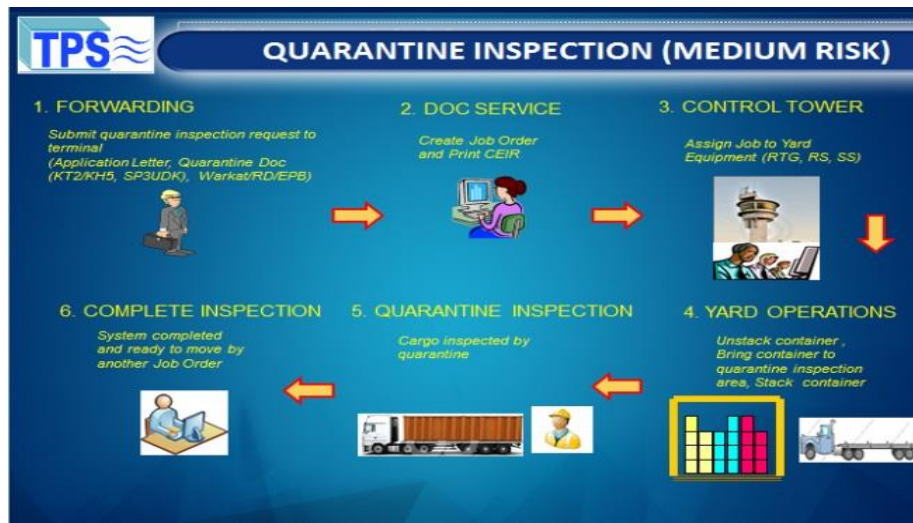 TPS
QUARANTINE INSPECTION (MEDIUM RISK)
1. FORWARDING
Submit quarantine inspection request to
terminal
(Application Letter, Quarantine Doc
(KT2/KH5, SP3UDK), Warkat/RD/EPB)
2. DOC SERVICE
Create Job Order
and Print CEIR
3. CONTROL TOWER
Assign Job to Yard
Equipment (RTG, RS, SS)
4. YARD OPERATIONS
Unstack container ,
Bring container to
quarantine inspection
area, Stack container
5. QUARANTINE INSPECTION
Cargo inspected by
quarantine
6. COMPLETE INSPECTION
System completed
and ready to move by
another Job Order